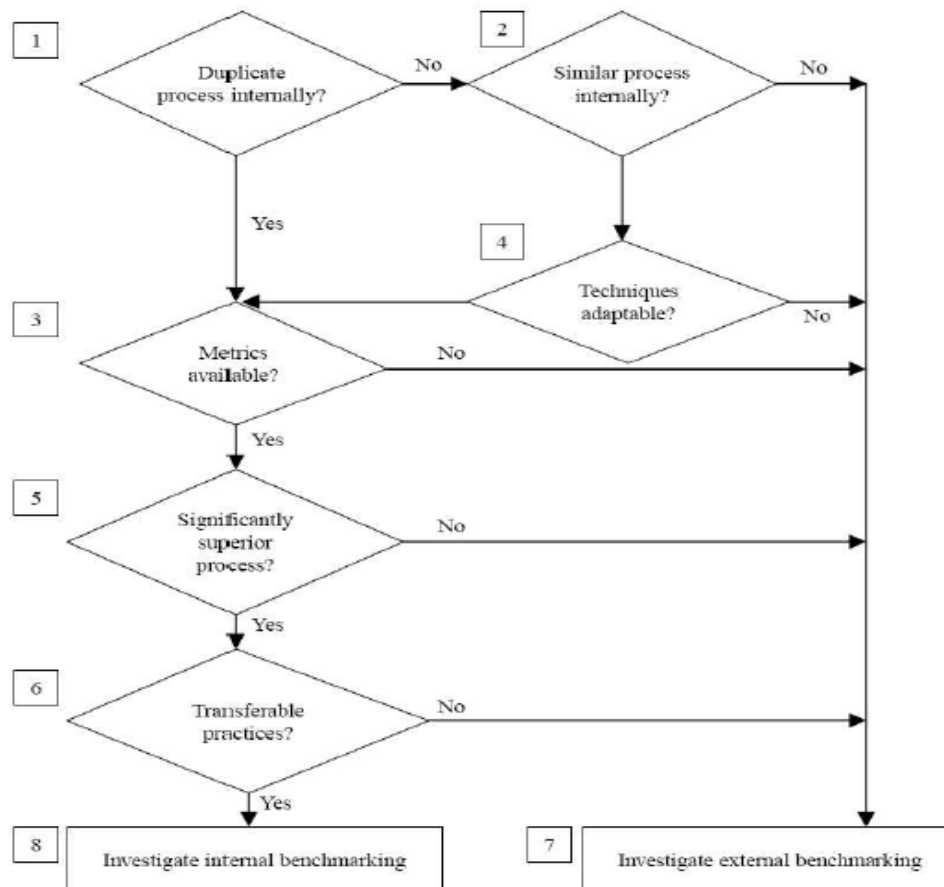 1
Duplicate
process internally?
No
2
Similar process
internally?
No
Yes
4
Techniques
adaptable?
No
3
Metrics
available?
No
Yes
5
Significantly
superior
process?
No
Yes
6
Transferable
practices?
No
Yes
8
Investigate internal benchmarking
7
Investigate external benchmarking